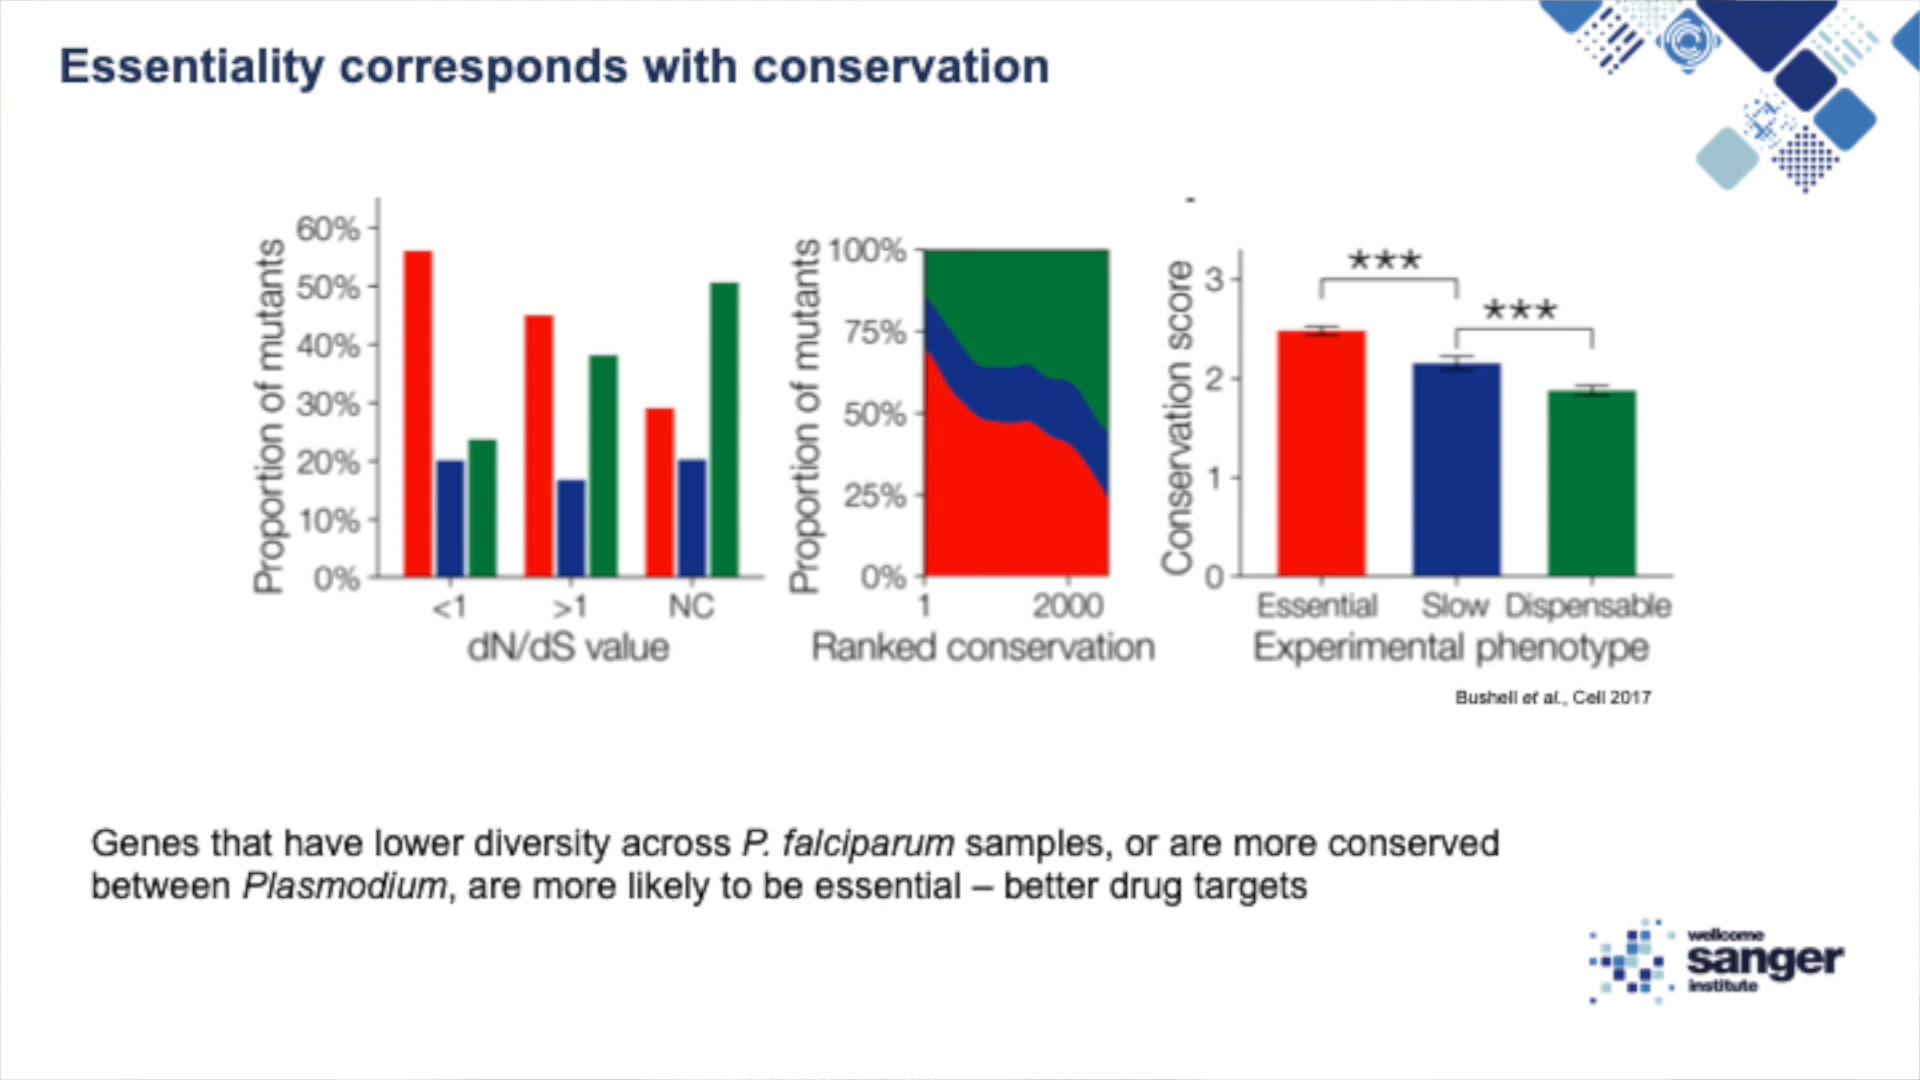 Essentiality corresponds with conservation
Proportion of mutants
60%
50%
40%
30%
20%
10%
0%
<1
>1
NC
dN/dS value
Proportion of mutants
100%
75%
50%
25%
0%
1
2000
Ranked conservation
Conservation score
3
2
1
0
***
***
Essential
Slow
Dispensable
Experimental phenotype
Bushell et al., Cell 2017
Genes that have lower diversity across P. falciparum samples, or are more conserved
between Plasmodium, are more likely to be essential – better drug targets
wellcome
sanger
institute